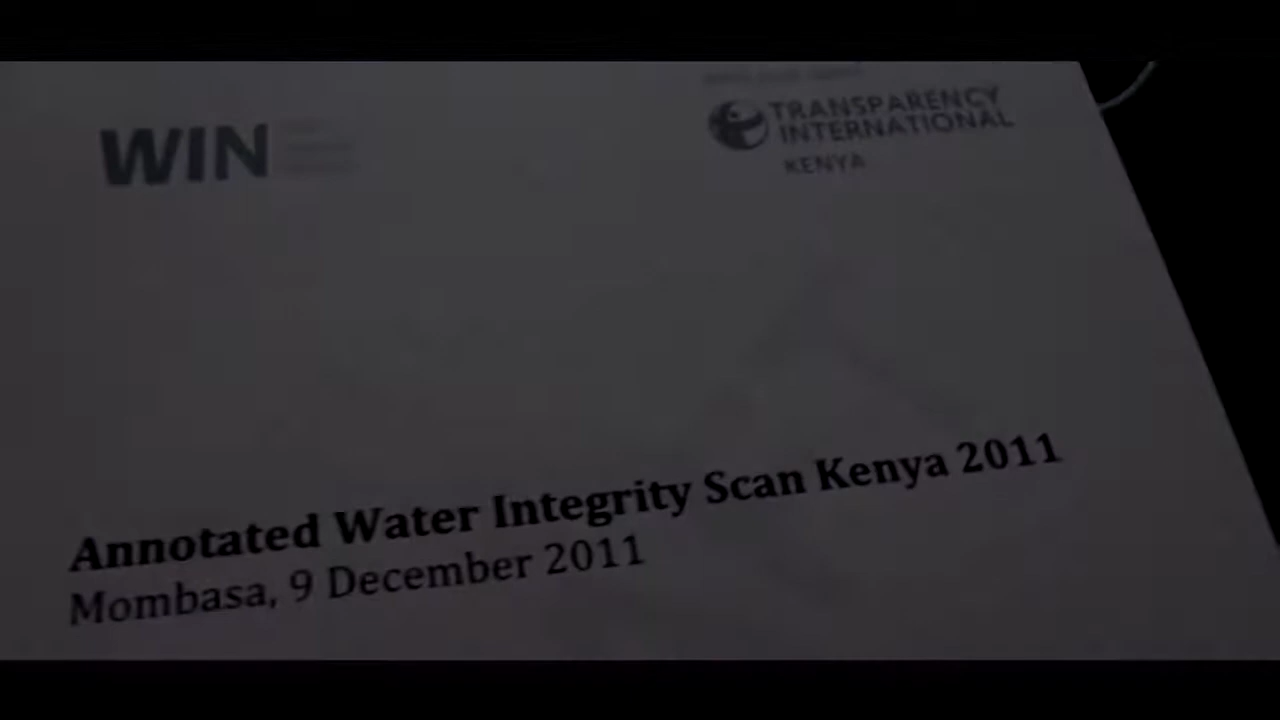 WIN
TRANSPARENCY
INTERNATIONAL
KENYA
Annotated Water Integrity Scan Kenya 2011
Mombasa, 9 December 2011